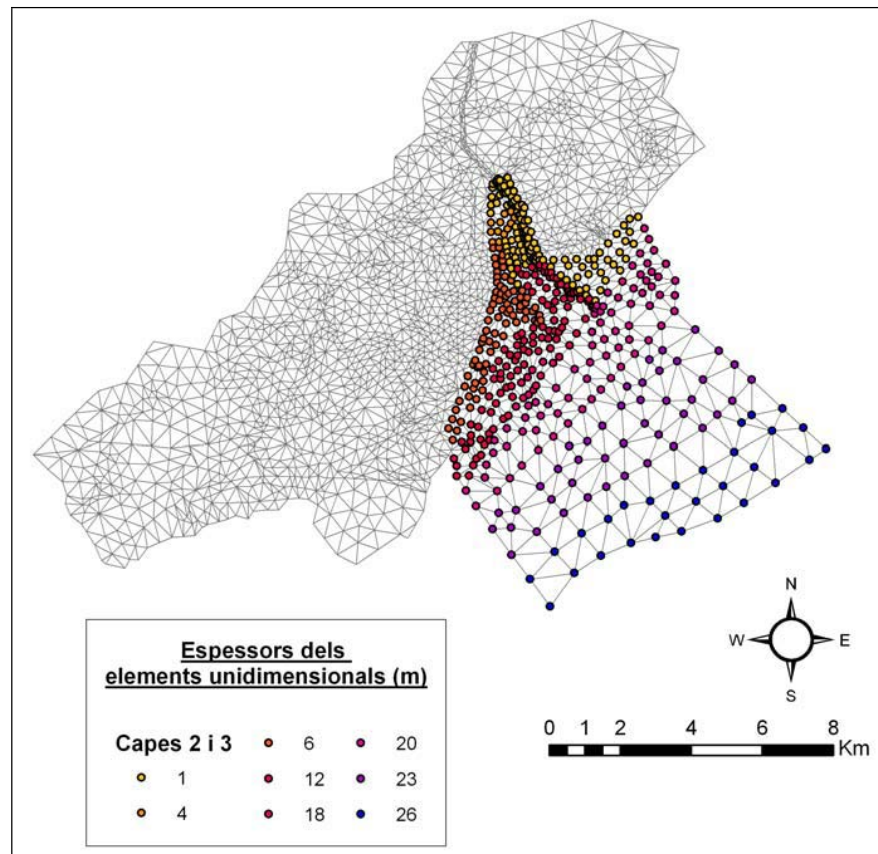 N
W E
S
0 1 2 4 6 8
Km
Espessors dels
elements unidimensionals (m)
Capes 2 i 3
1
4
6
12
18
20
23
26